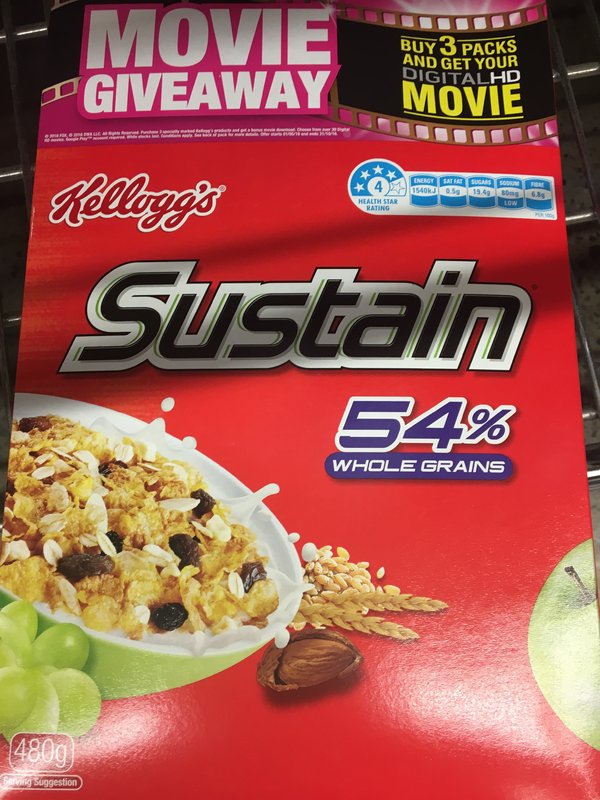 MOVIE
GIVEAWAY
BUY 3 PACKS
AND GET YOUR
DIGITALHD
MOVIE
Kellogg's®
4
HEALTH STAR
RATING
ENERGY
1540kJ
SAT FAT
0.5g
SUGARS
19.4g
SODIUM
80mg
LOW
FIBRE
6.8g
PER 100g
Sustain
54%
WHOLE GRAINS
480g
Serving Suggestion